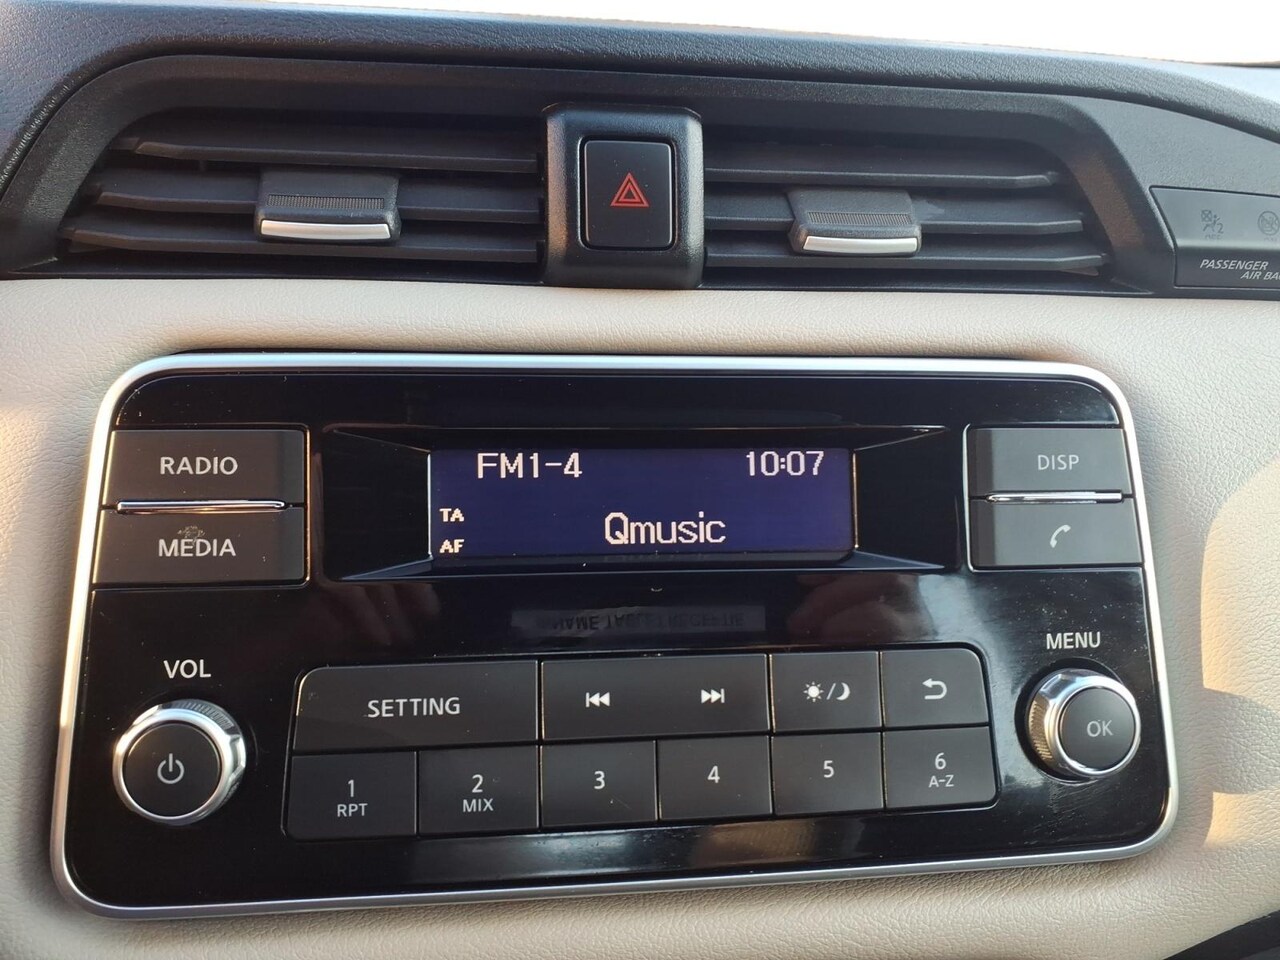 PASSENGER
AIR BA
RADIO
MEDIA
FM1-4 10:07
TA
Qmusic
AF
DISP
VOL
MENU
SETTING
OK
1
RPT
2
MIX
3
4
5
6
A-Z